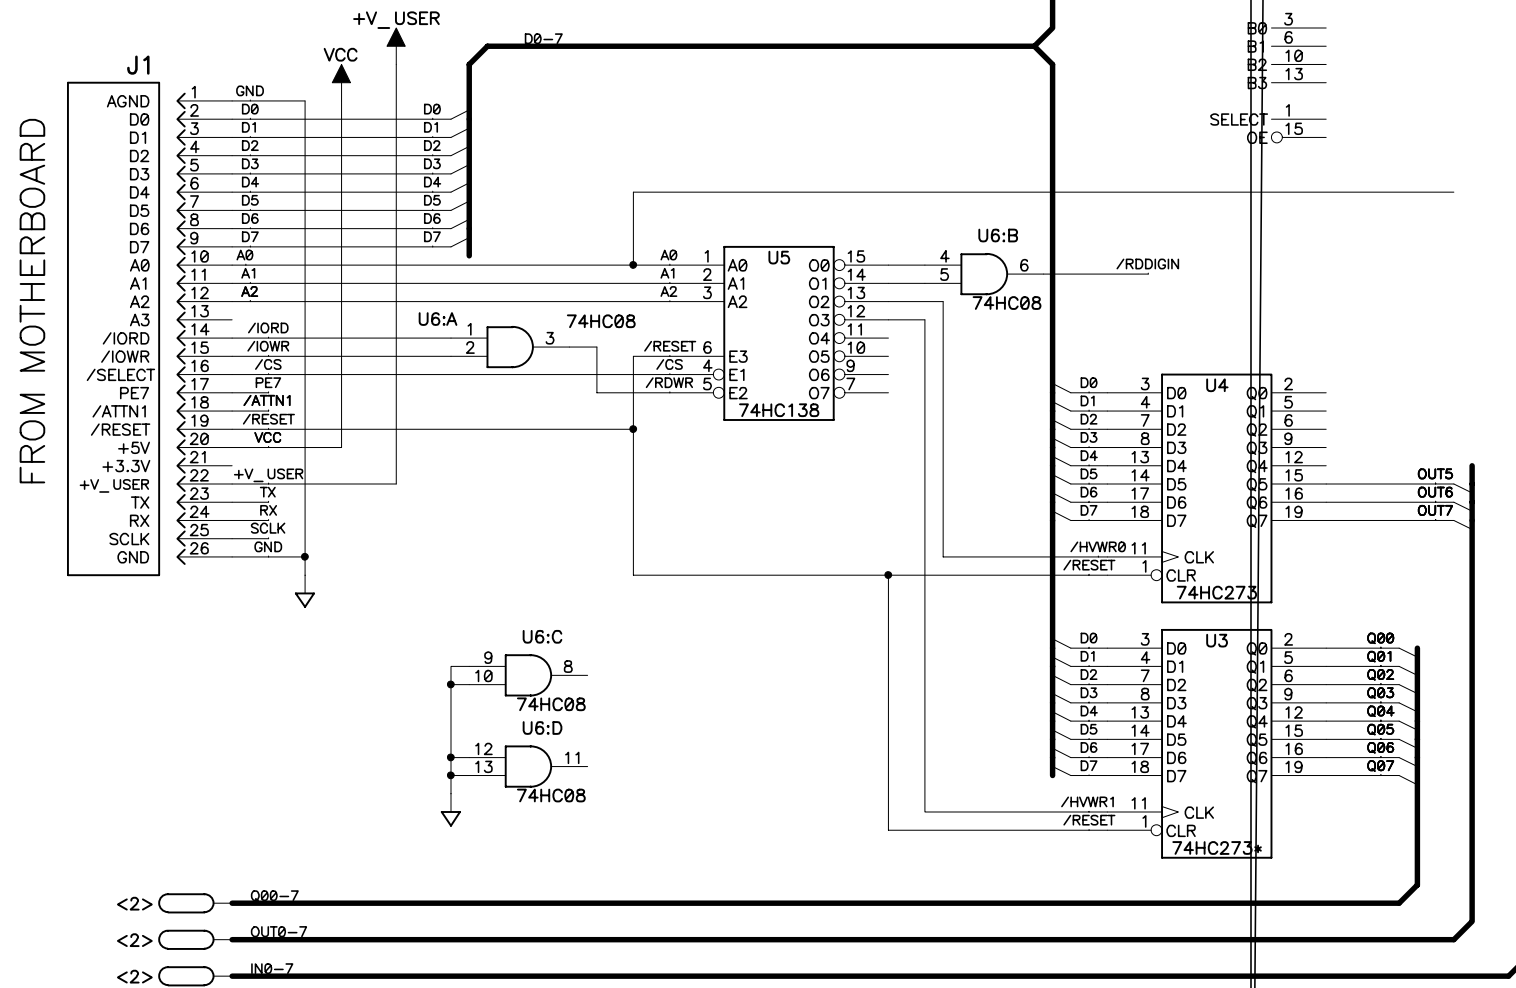 +V_USER
VCC
J1
FROM MOTHERBOARD
AGND 1 GND
D0 2 D0 D0
D1 3 D1 D1
D2 4 D2 D2
D3 5 D3 D3
D4 6 D4 D4
D5 7 D5 D5
D6 8 D6 D6
D7 9 D7 D7
A0 10 A0 A0
A1 11 A1 A1
A2 12 A2 A2
A3 13
/IORD 14 /IORD
/IOWR 15 /IOWR
/SELECT 16 /CS
PE7 17 PE7
/ATTN1 18 /ATTN1
/RESET 19 /RESET
+5V 20 VCC
+3.3V 21
+V_USER 22 +V_USER
TX 23 TX
RX 24 RX
SCLK 25 SCLK
GND 26 GND
D0-7
B0 3
B1 6
B2 10
B3 13
SELECT 1
OE 15
U6:A
1
2
3
74HC08
U5
1 A0 O0 15
2 A1 O1 14
3 A2 O2 13
O3 12
O4 11
/RESET 6 E3 O5 10
/CS 4 E1 O6 9
/RDWR 5 E2 O7 7
74HC138
U6:B
4
5
6
/RDDIGIN
74HC08
U4
D0 3 D0 Q0 2
D1 4 D1 Q1 5
D2 7 D2 Q2 6
D3 8 D3 Q3 9
D4 13 D4 Q4 12
D5 14 D5 Q5 15 OUT5
D6 17 D6 Q6 16 OUT6
D7 18 D7 Q7 19 OUT7
/HVWR0 11 CLK
/RESET 1 CLR
74HC273
U3
D0 3 D0 Q0 2 Q00
D1 4 D1 Q1 5 Q01
D2 7 D2 Q2 6 Q02
D3 8 D3 Q3 9 Q03
D4 13 D4 Q4 12 Q04
D5 14 D5 Q5 15 Q05
D6 17 D6 Q6 16 Q06
D7 18 D7 Q7 19 Q07
/HVWR1 11 CLK
/RESET 1 CLR
74HC273*
U6:C
9
10
8
74HC08
U6:D
12
13
11
74HC08
<2> Q00-7
<2> OUT0-7
<2> IN0-7